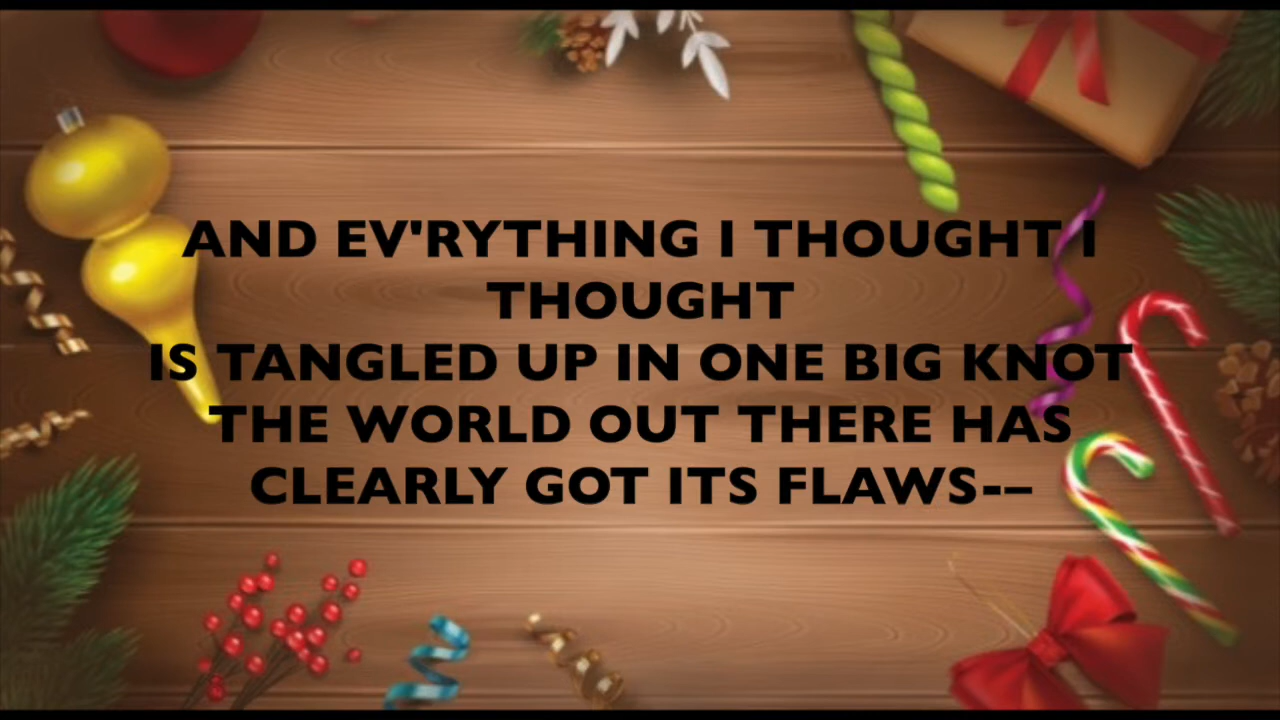 AND EV'RYTHING I THOUGHT I
THOUGHT
IS TANGLED UP IN ONE BIG KNOT
THE WORLD OUT THERE HAS
CLEARLY GOT ITS FLAWS-–